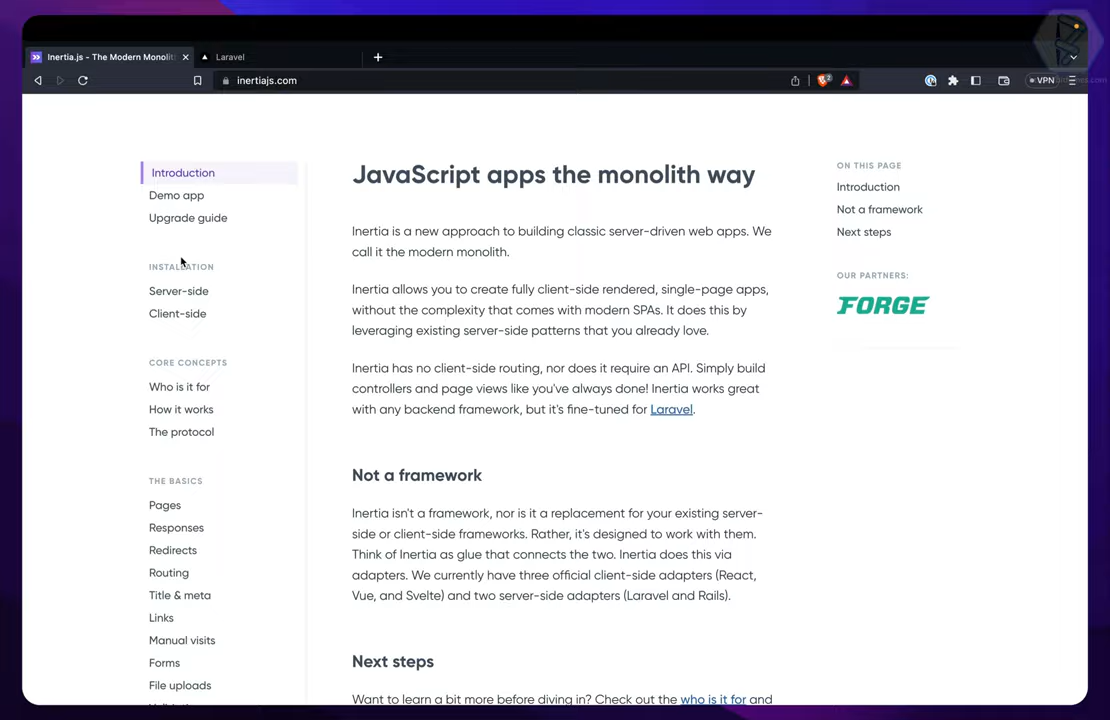 Inertia.js - The Modern Monolit
Laravel
inertiajs.com
2
VPN
Introduction
Demo app
Upgrade guide
INSTALLATION
Server-side
Client-side
CORE CONCEPTS
Who is it for
How it works
The protocol
THE BASICS
Pages
Responses
Redirects
Routing
Title & meta
Links
Manual visits
Forms
File uploads
JavaScript apps the monolith way
Inertia is a new approach to building classic server-driven web apps. We
call it the modern monolith.
Inertia allows you to create fully client-side rendered, single-page apps,
without the complexity that comes with modern SPAs. It does this by
leveraging existing server-side patterns that you already love.
Inertia has no client-side routing, nor does it require an API. Simply build
controllers and page views like you've always done! Inertia works great
with any backend framework, but it's fine-tuned for Laravel.
Not a framework
Inertia isn't a framework, nor is it a replacement for your existing server-
side or client-side frameworks. Rather, it's designed to work with them.
Think of Inertia as glue that connects the two. Inertia does this via
adapters. We currently have three official client-side adapters (React,
Vue, and Svelte) and two server-side adapters (Laravel and Rails).
Next steps
Want to learn a bit more before diving in? Check out the who is it for and
ON THIS PAGE
Introduction
Not a framework
Next steps
OUR PARTNERS:
FORGE